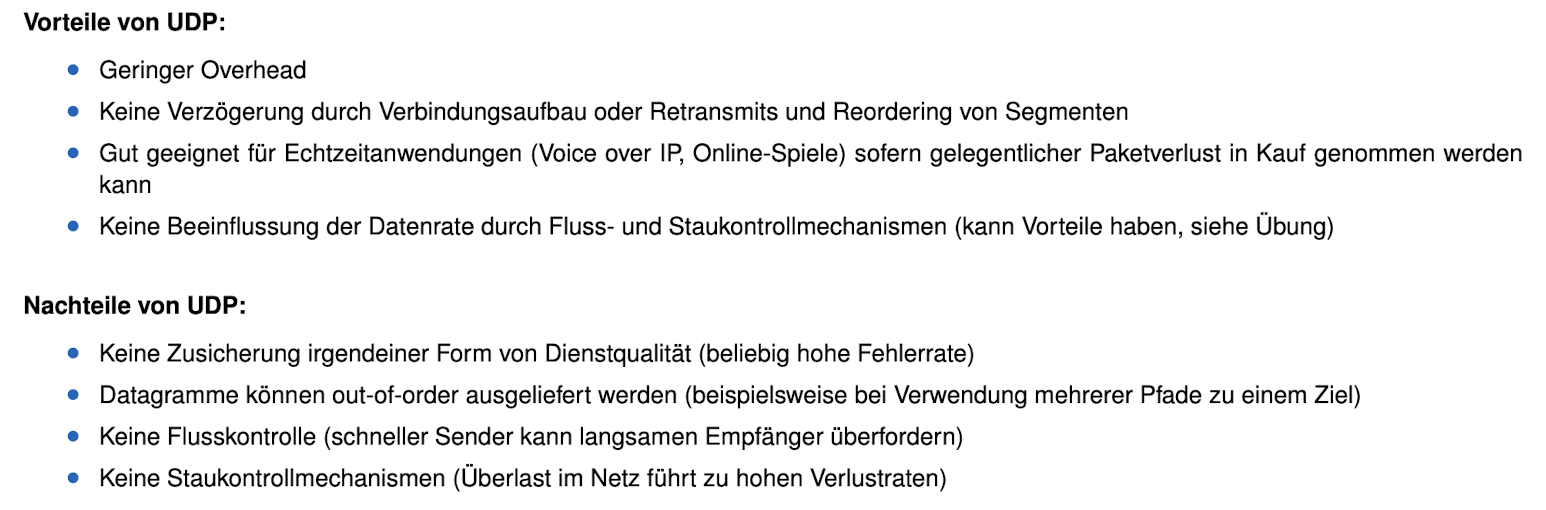 Vorteile von UDP:
• Geringer Overhead
• Keine Verzögerung durch Verbindungsaufbau oder Retransmits und Reordering von Segmenten
• Gut geeignet für Echtzeitanwendungen (Voice over IP, Online-Spiele) sofern gelegentlicher Paketverlust in Kauf genommen werden
kann
• Keine Beeinflussung der Datenrate durch Fluss- und Staukontrollmechanismen (kann Vorteile haben, siehe Übung)
Nachteile von UDP:
• Keine Zusicherung irgendeiner Form von Dienstqualität (beliebig hohe Fehlerrate)
• Datagramme können out-of-order ausgeliefert werden (beispielsweise bei Verwendung mehrerer Pfade zu einem Ziel)
• Keine Flusskontrolle (schneller Sender kann langsamen Empfänger überfordern)
• Keine Staukontrollmechanismen (Überlast im Netz führt zu hohen Verlustraten)